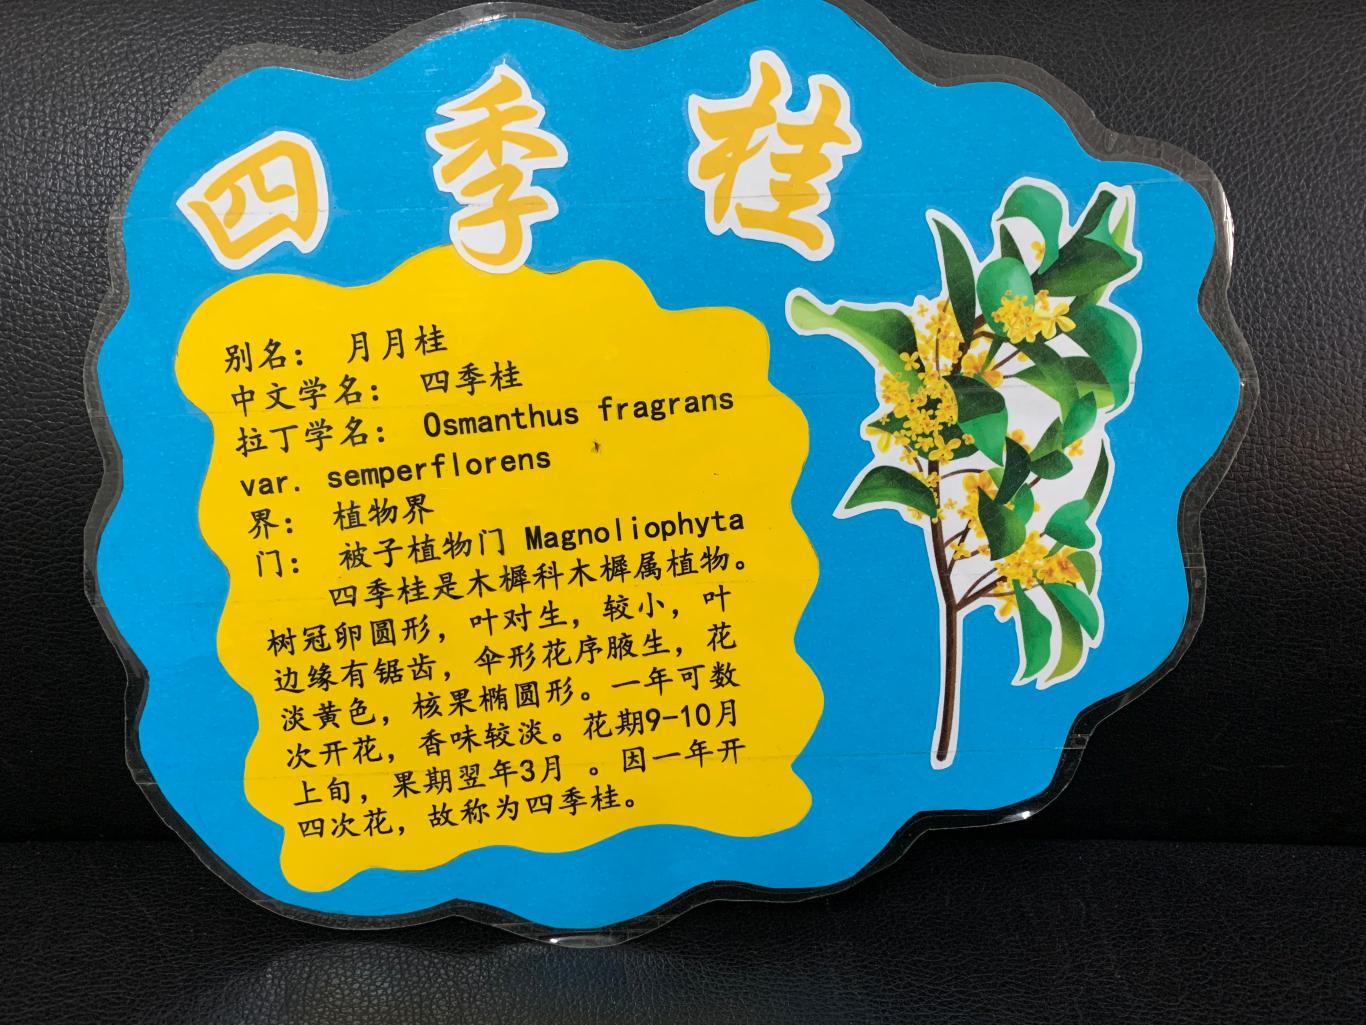 四季桂
别名： 月月桂
中文学名： 四季桂
拉丁学名： Osmanthus fragrans
var. semperflorens
界： 植物界
门： 被子植物门 Magnoliophyta
四季桂是木樨科木樨属植物。
树冠卵圆形，叶对生，较小，叶
边缘有锯齿，伞形花序腋生，花
淡黄色，核果椭圆形。一年可数
次开花，香味较淡。花期9-10月
上旬，果期翌年3月 。因一年开
四次花，故称为四季桂。